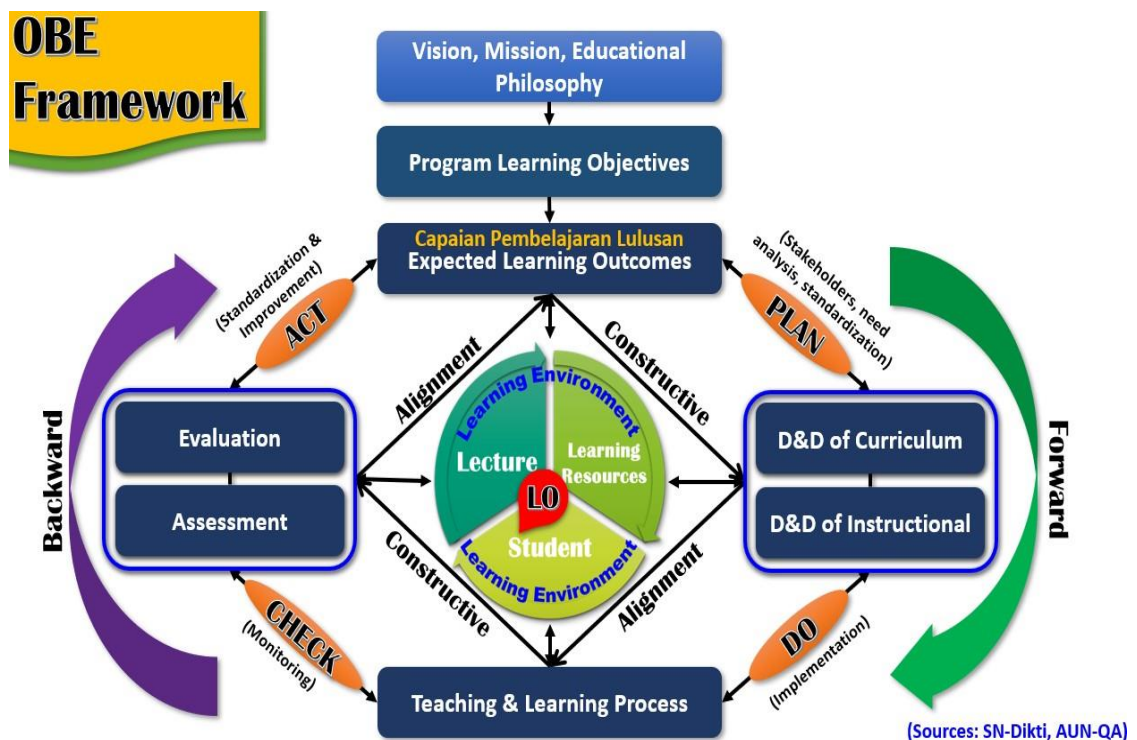 OBE
Framework
Vision, Mission, Educational
Philosophy
Program Learning Objectives
Capaian Pembelajaran Lulusan
Expected Learning Outcomes
(Standardization &
Improvement)
ACT
(Stakeholders, need
analysis, standardization)
PLAN
Alignment
Constructive
Learning Environment
Lecture
Learning
Resources
LO
Student
Learning Environment
Evaluation
Assessment
D&D of Curriculum
D&D of Instructional
Backward
Forward
Constructive
Alignment
CHECK
(Monitoring)
DO
(Implementation)
Teaching & Learning Process
(Sources: SN-Dikti, AUN-QA)